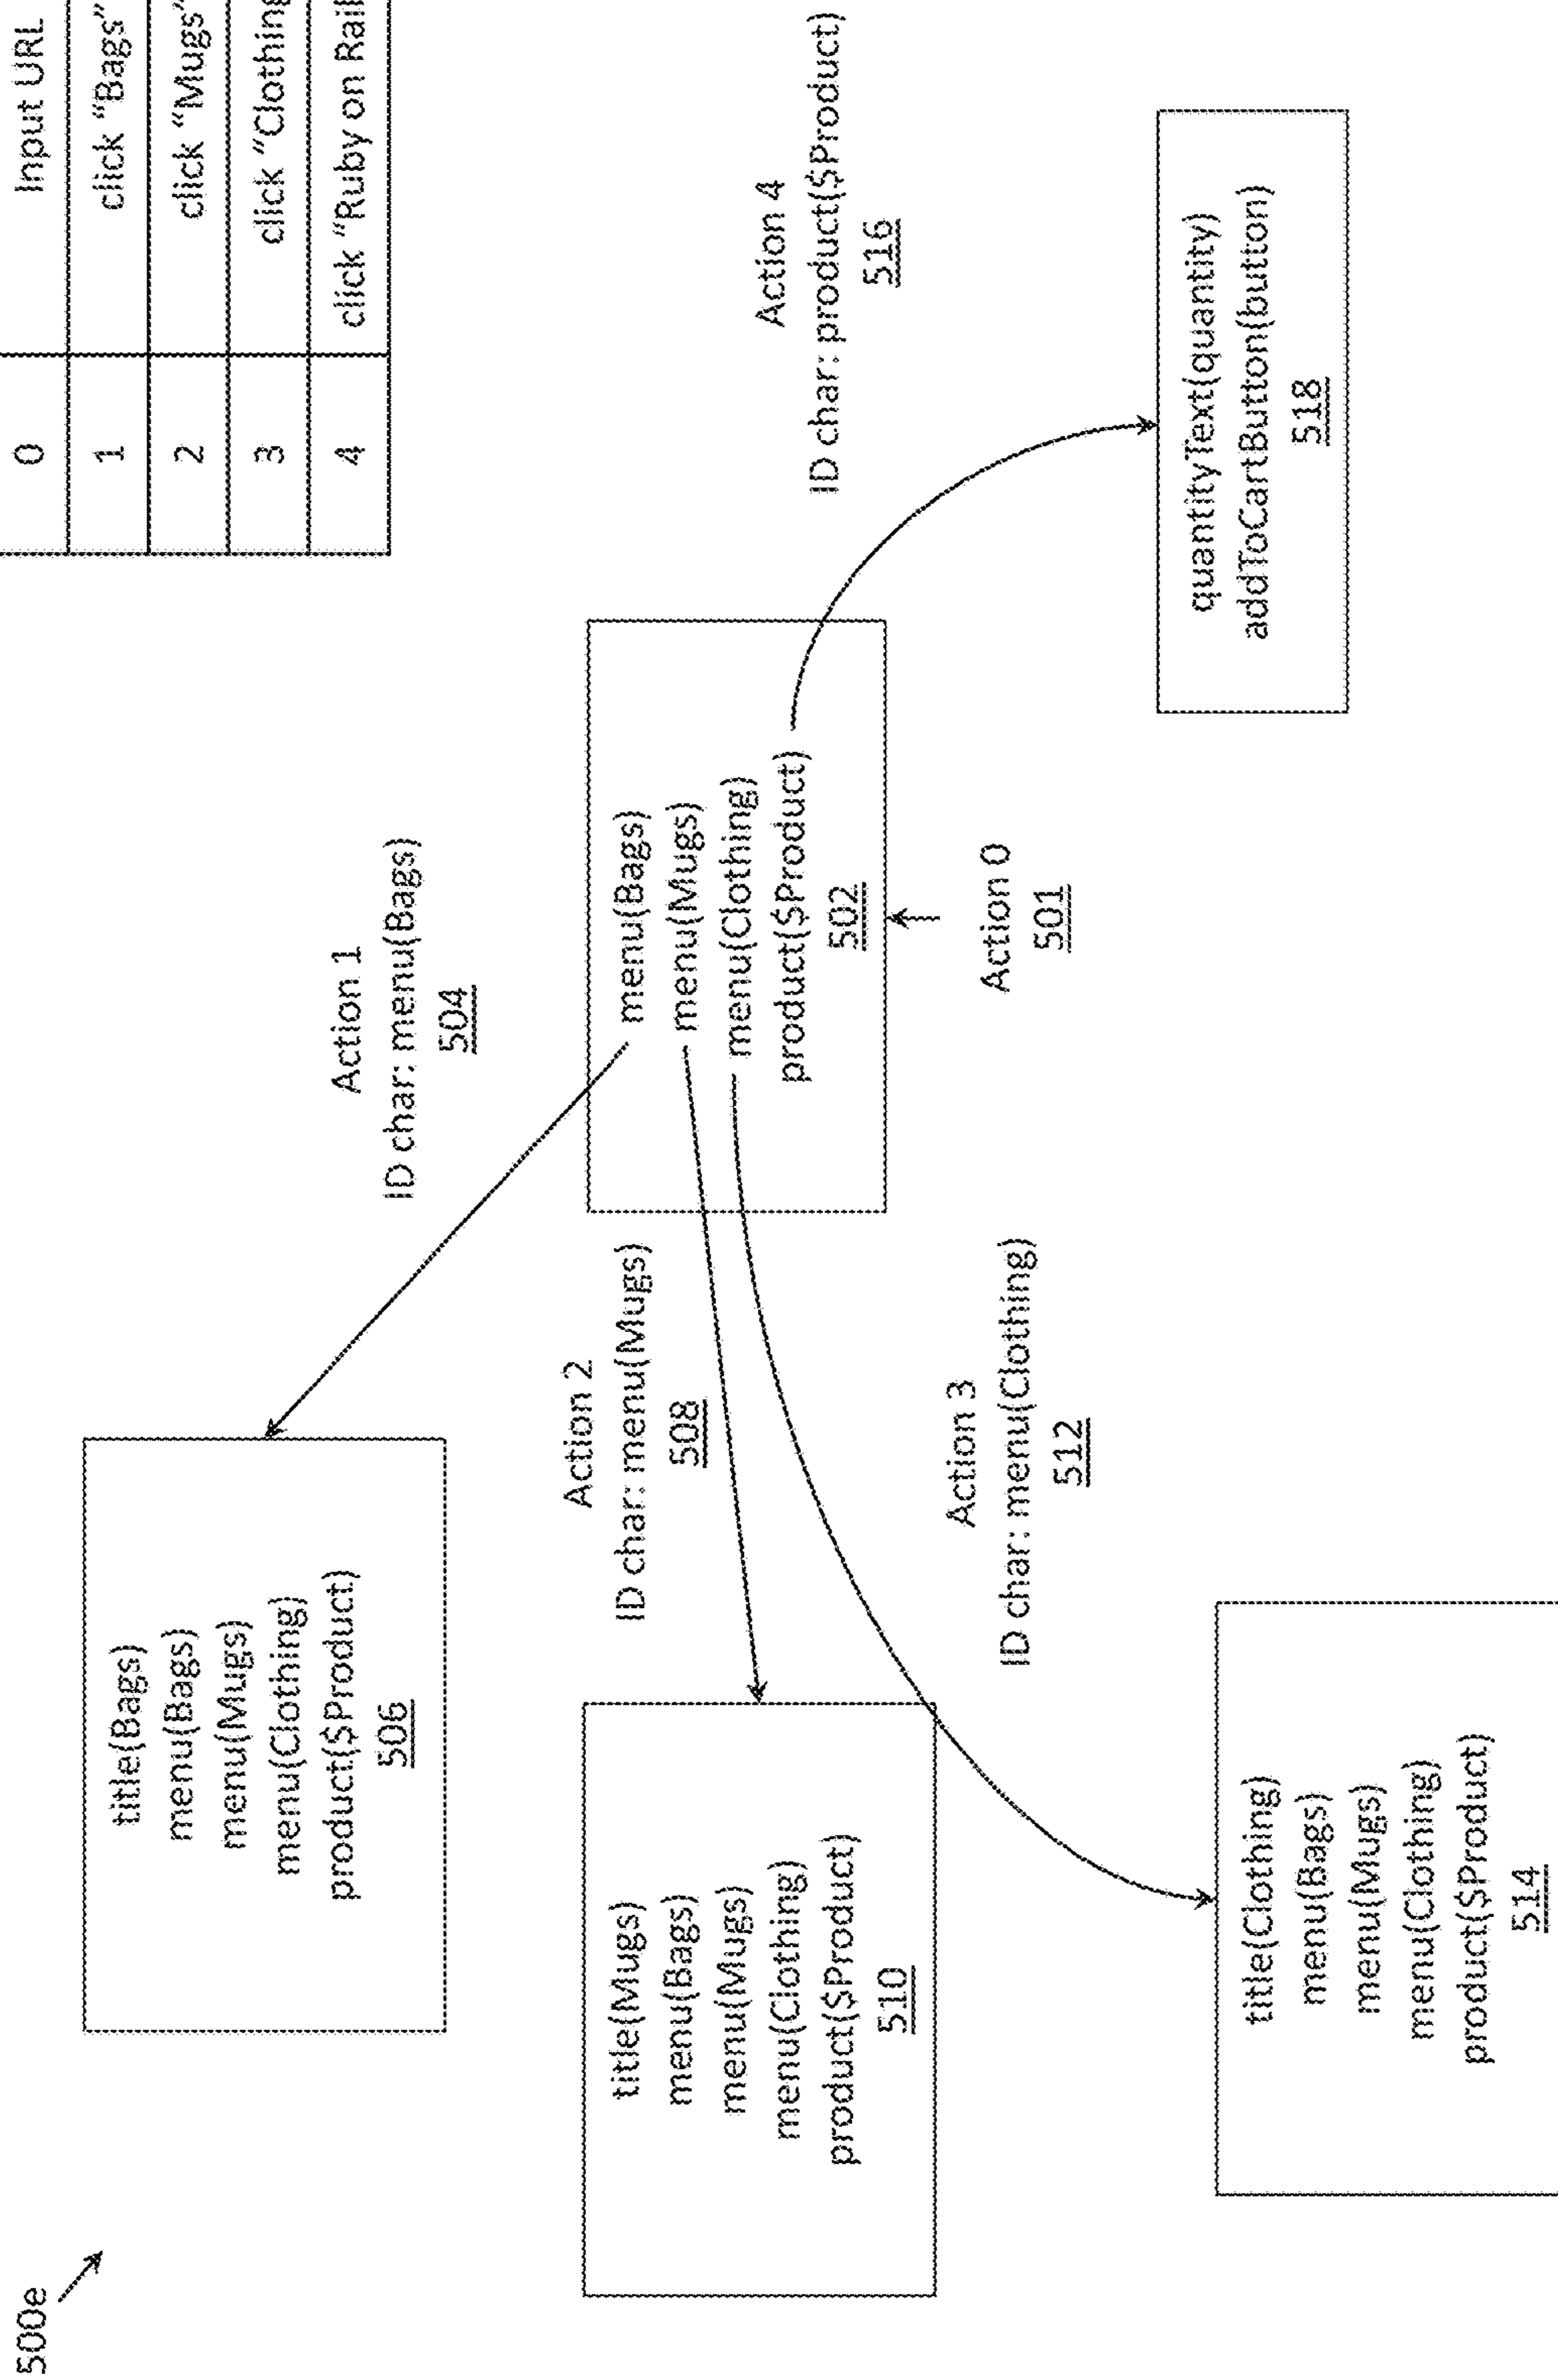 500e
0 Input URL
1 click “Bags”
2 click “Mugs”
3 click “Clothing
4 click “Ruby on Rail
title(Bags)
menu(Bags)
menu(Mugs)
menu(Clothing)
product($Product)
506
Action 1
ID char: menu(Bags)
504
title(Mugs)
menu(Bags)
menu(Mugs)
menu(Clothing)
product($Product)
510
Action 2
ID char: menu(Mugs)
508
menu(Bags)
menu(Mugs)
menu(Clothing)
product($Product)
502
Action 4
ID char: product($Product)
516
Action 3
ID char: menu(Clothing)
512
Action 0
501
title(Clothing)
menu(Bags)
menu(Mugs)
menu(Clothing)
product($Product)
514
quantityText(quantity)
addToCartButton(button)
518